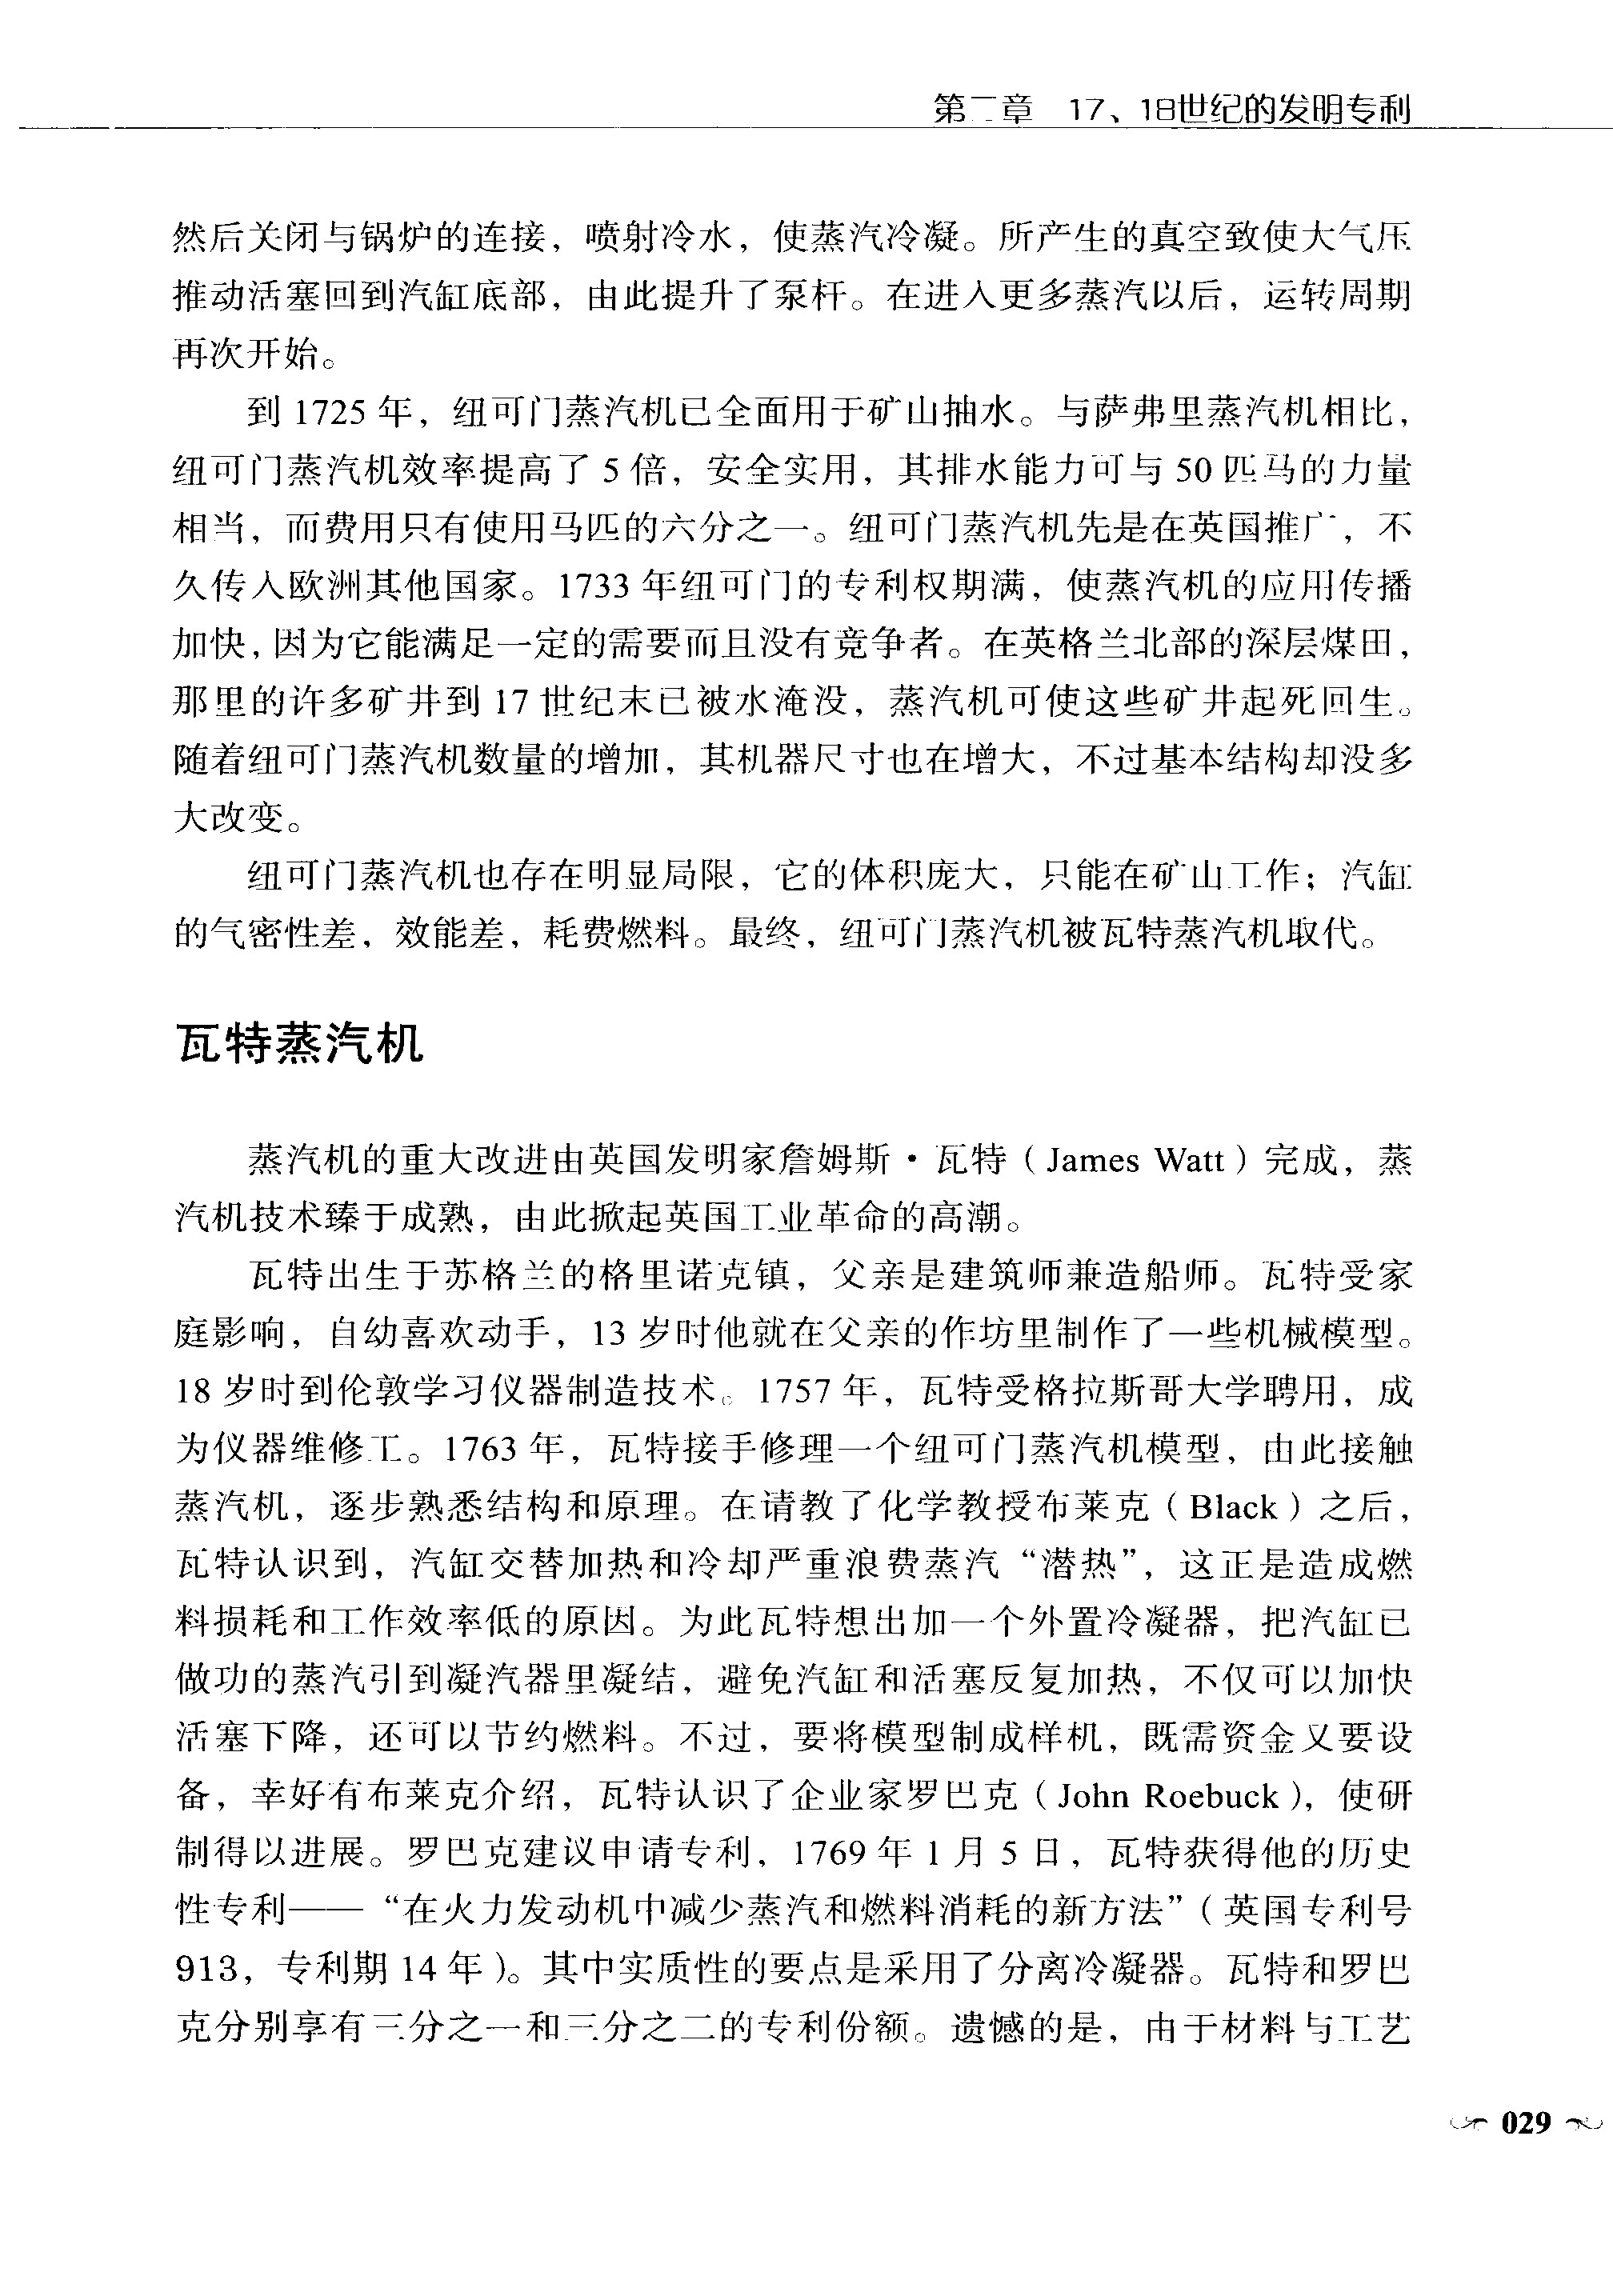 第二章 17、18世纪的发明专利
然后关闭与锅炉的连接，喷射冷水，使蒸汽冷凝。所产生的真空致使大气压
推动活塞回到汽缸底部，由此提升了泵杆。在进入更多蒸汽以后，运转周期
再次开始。
到 1725 年，纽可门蒸汽机已全面用于矿山抽水。与萨弗里蒸汽机相比，
纽可门蒸汽机效率提高了 5 倍，安全实用，其排水能力可与 50 匹马的力量
相当，而费用只有使用马匹的六分之一。纽可门蒸汽机先是在英国推广，不
久传入欧洲其他国家。1733 年纽可门的专利权期满，使蒸汽机的应用传播
加快，因为它能满足一定的需要而且没有竞争者。在英格兰北部的深层煤田，
那里的许多矿井到 17 世纪末已被水淹没，蒸汽机可使这些矿井起死回生。
随着纽可门蒸汽机数量的增加，其机器尺寸也在增大，不过基本结构却没多
大改变。
纽可门蒸汽机也存在明显局限，它的体积庞大，只能在矿山工作；汽缸
的气密性差，效能差，耗费燃料。最终，纽可门蒸汽机被瓦特蒸汽机取代。
瓦特蒸汽机
蒸汽机的重大改进由英国发明家詹姆斯·瓦特（James Watt）完成，蒸
汽机技术臻于成熟，由此掀起英国工业革命的高潮。
瓦特出生于苏格兰的格里诺克镇，父亲是建筑师兼造船师。瓦特受家
庭影响，自幼喜欢动手，13 岁时他就在父亲的作坊里制作了一些机械模型。
18 岁时到伦敦学习仪器制造技术。1757 年，瓦特受格拉斯哥大学聘用，成
为仪器维修工。1763 年，瓦特接手修理一个纽可门蒸汽机模型，由此接触
蒸汽机，逐步熟悉结构和原理。在请教了化学教授布莱克（Black）之后，
瓦特认识到，汽缸交替加热和冷却严重浪费蒸汽“潜热”，这正是造成燃
料损耗和工作效率低的原因。为此瓦特想出加一个外置冷凝器，把汽缸已
做功的蒸汽引到凝汽器里凝结，避免汽缸和活塞反复加热，不仅可以加快
活塞下降，还可以节约燃料。不过，要将模型制成样机，既需资金又要设
备，幸好有布莱克介绍，瓦特认识了企业家罗巴克（John Roebuck），使研
制得以进展。罗巴克建议申请专利，1769 年 1 月 5 日，瓦特获得他的历史
性专利——“在火力发动机中减少蒸汽和燃料消耗的新方法”（英国专利号
913，专利期 14 年）。其中实质性的要点是采用了分离冷凝器。瓦特和罗巴
克分别享有三分之一和三分之二的专利份额。遗憾的是，由于材料与工艺
029